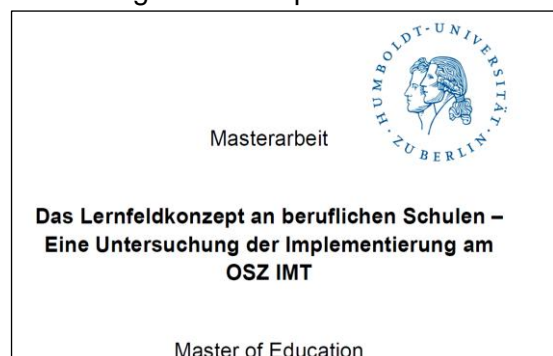 HUMBOLDT-UNIVERSITÄT · ZU BERLIN ·
Masterarbeit
Das Lernfeldkonzept an beruflichen Schulen –
Eine Untersuchung der Implementierung am
OSZ IMT
Master of Education